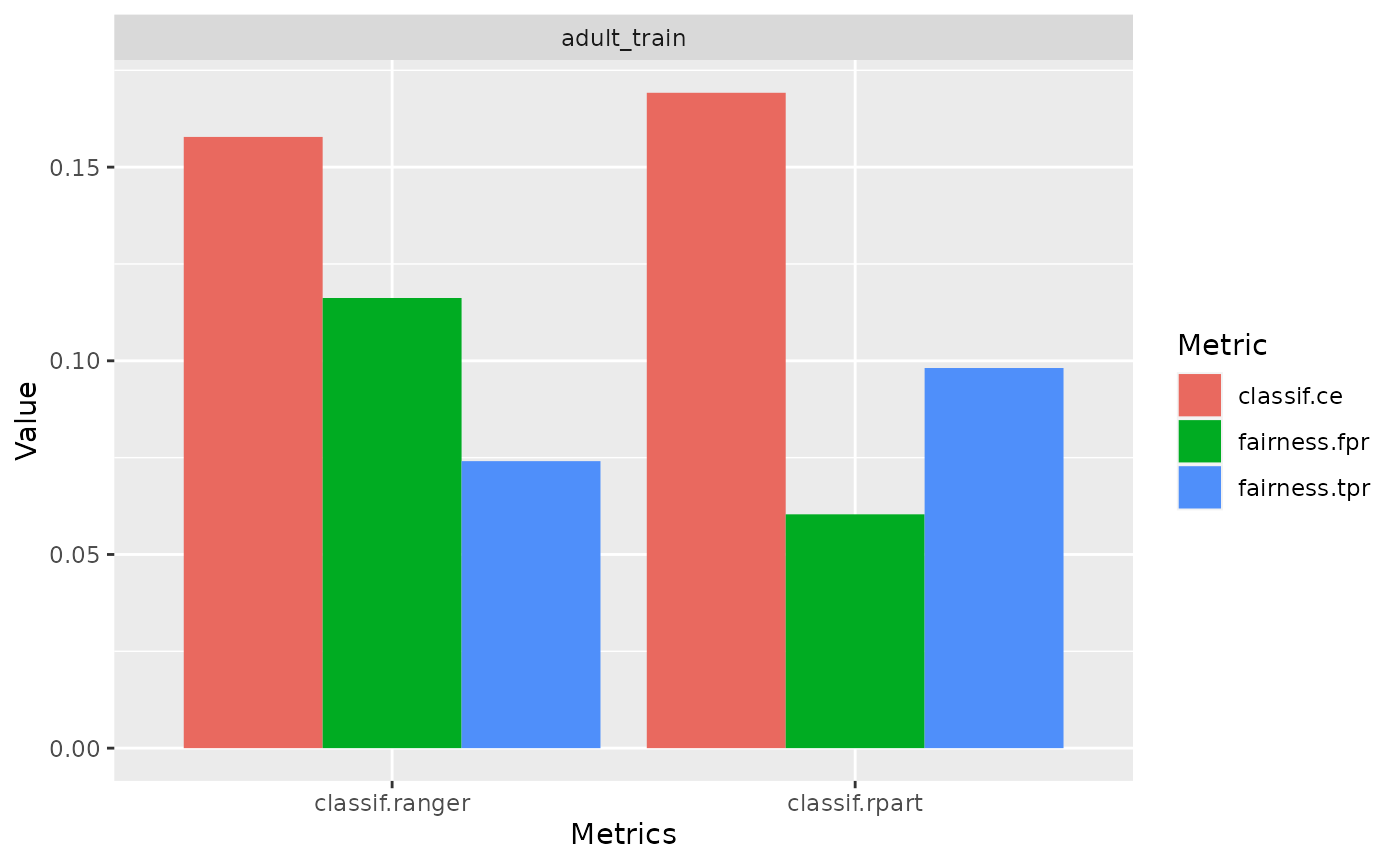 adult_train
0.15
0.10
0.05
0.00
Value
classif.ranger
classif.rpart
Metrics
Metric
classif.ce
fairness.fpr
fairness.tpr